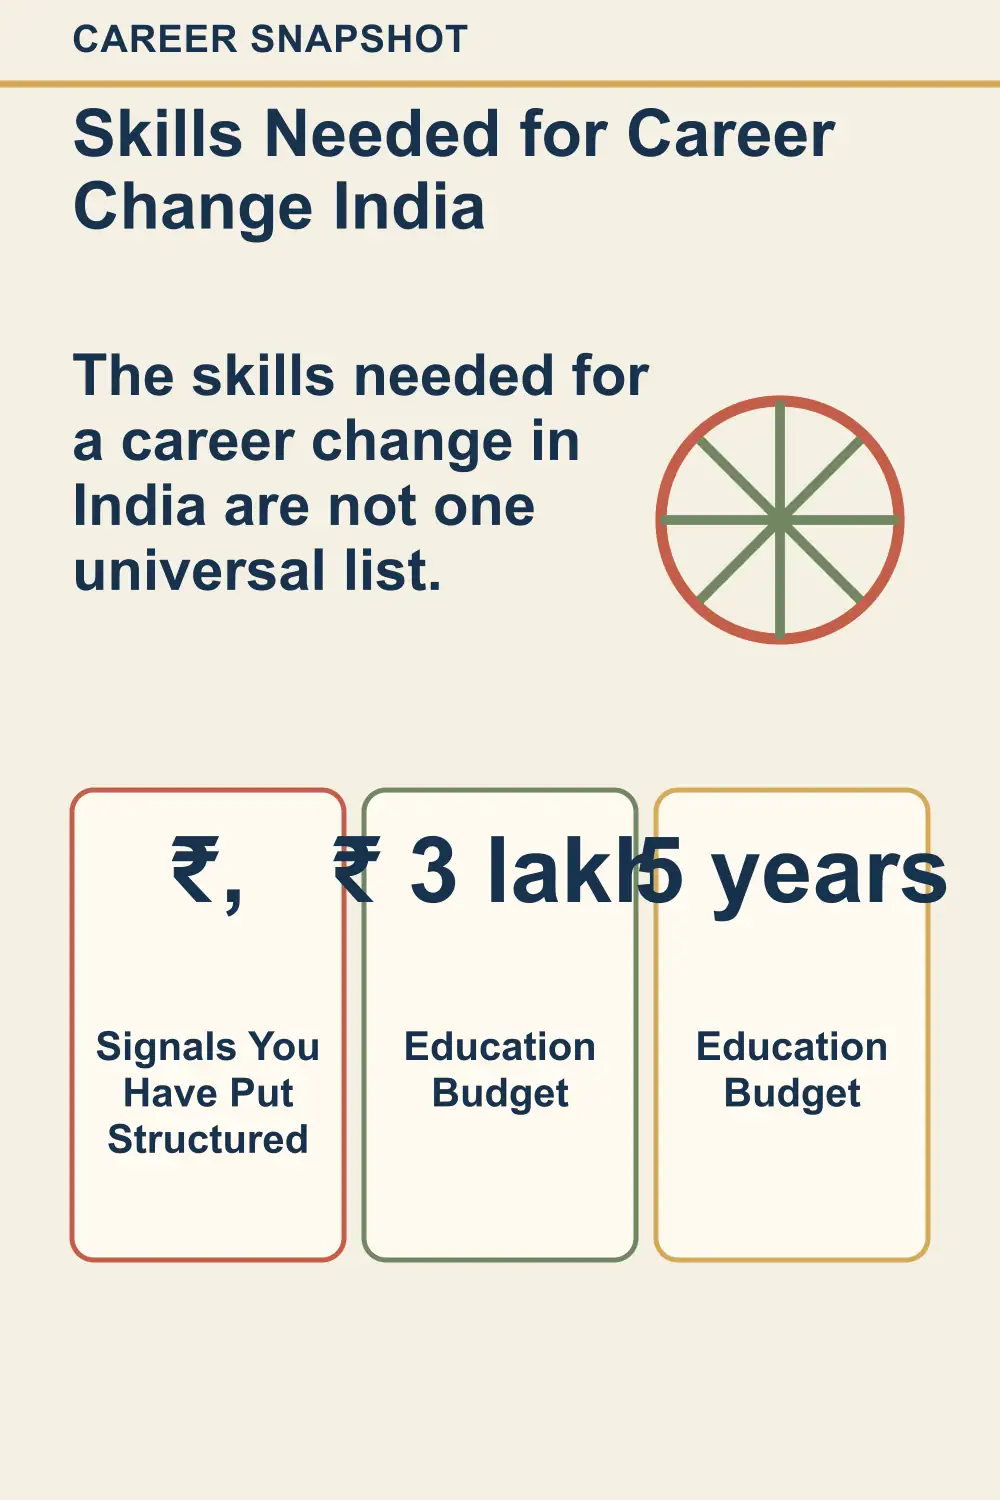 CAREER SNAPSHOT
Skills Needed for Career
Change India
The skills needed for
a career change in
India are not one
universal list.
₹,
₹ 3 lakh
5 years
Signals You
Have Put
Structured
Education
Budget
Education
Budget